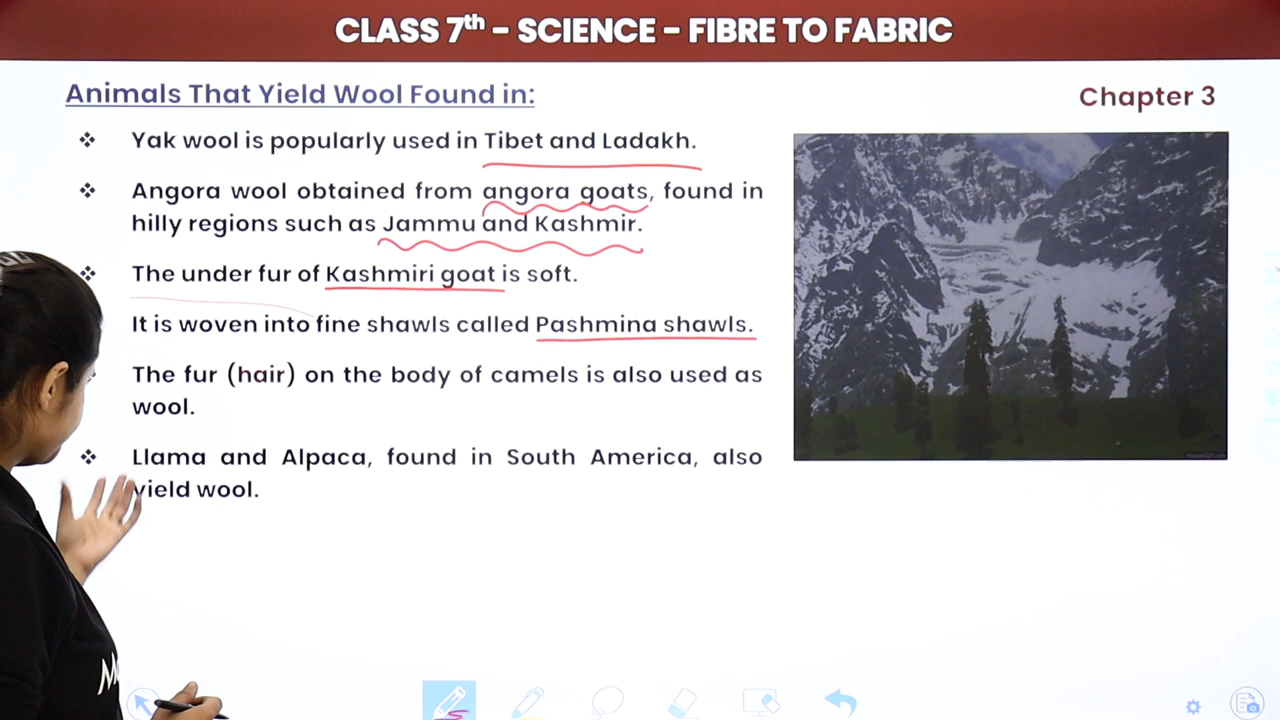 CLASS 7th - SCIENCE - FIBRE TO FABRIC
Animals That Yield Wool Found in:
Chapter 3
❖ Yak wool is popularly used in Tibet and Ladakh.
❖ Angora wool obtained from angora goats, found in
hilly regions such as Jammu and Kashmir.
❖ The under fur of Kashmiri goat is soft.
It is woven into fine shawls called Pashmina shawls.
The fur (hair) on the body of camels is also used as
wool.
❖ Llama and Alpaca, found in South America, also
yield wool.